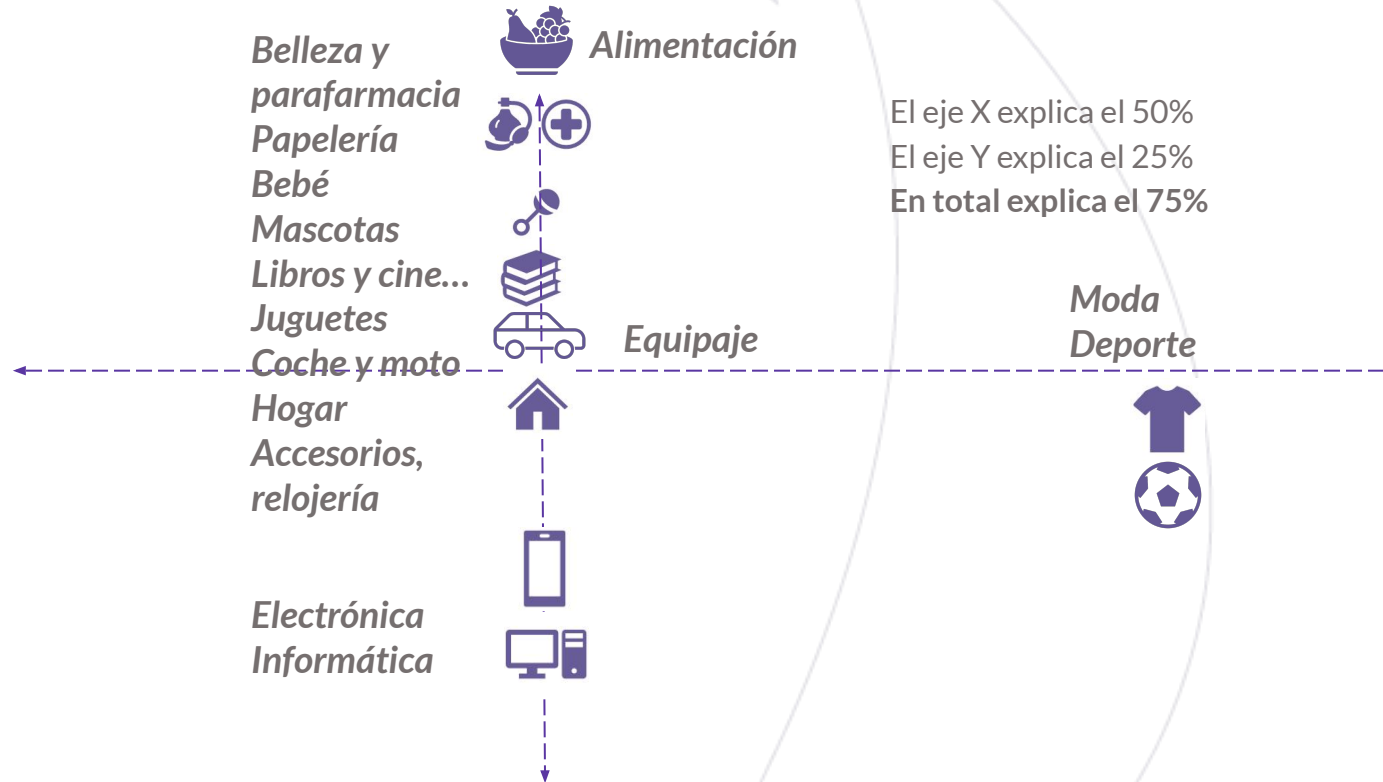 Belleza y
parafarmacia
Papelería
Bebé
Mascotas
Libros y cine...
Juguetes
Coche y moto
Hogar
Accesorios,
relojería
Electrónica
Informática
Alimentación
Equipaje
El eje X explica el 50%
El eje Y explica el 25%
En total explica el 75%
Moda
Deporte